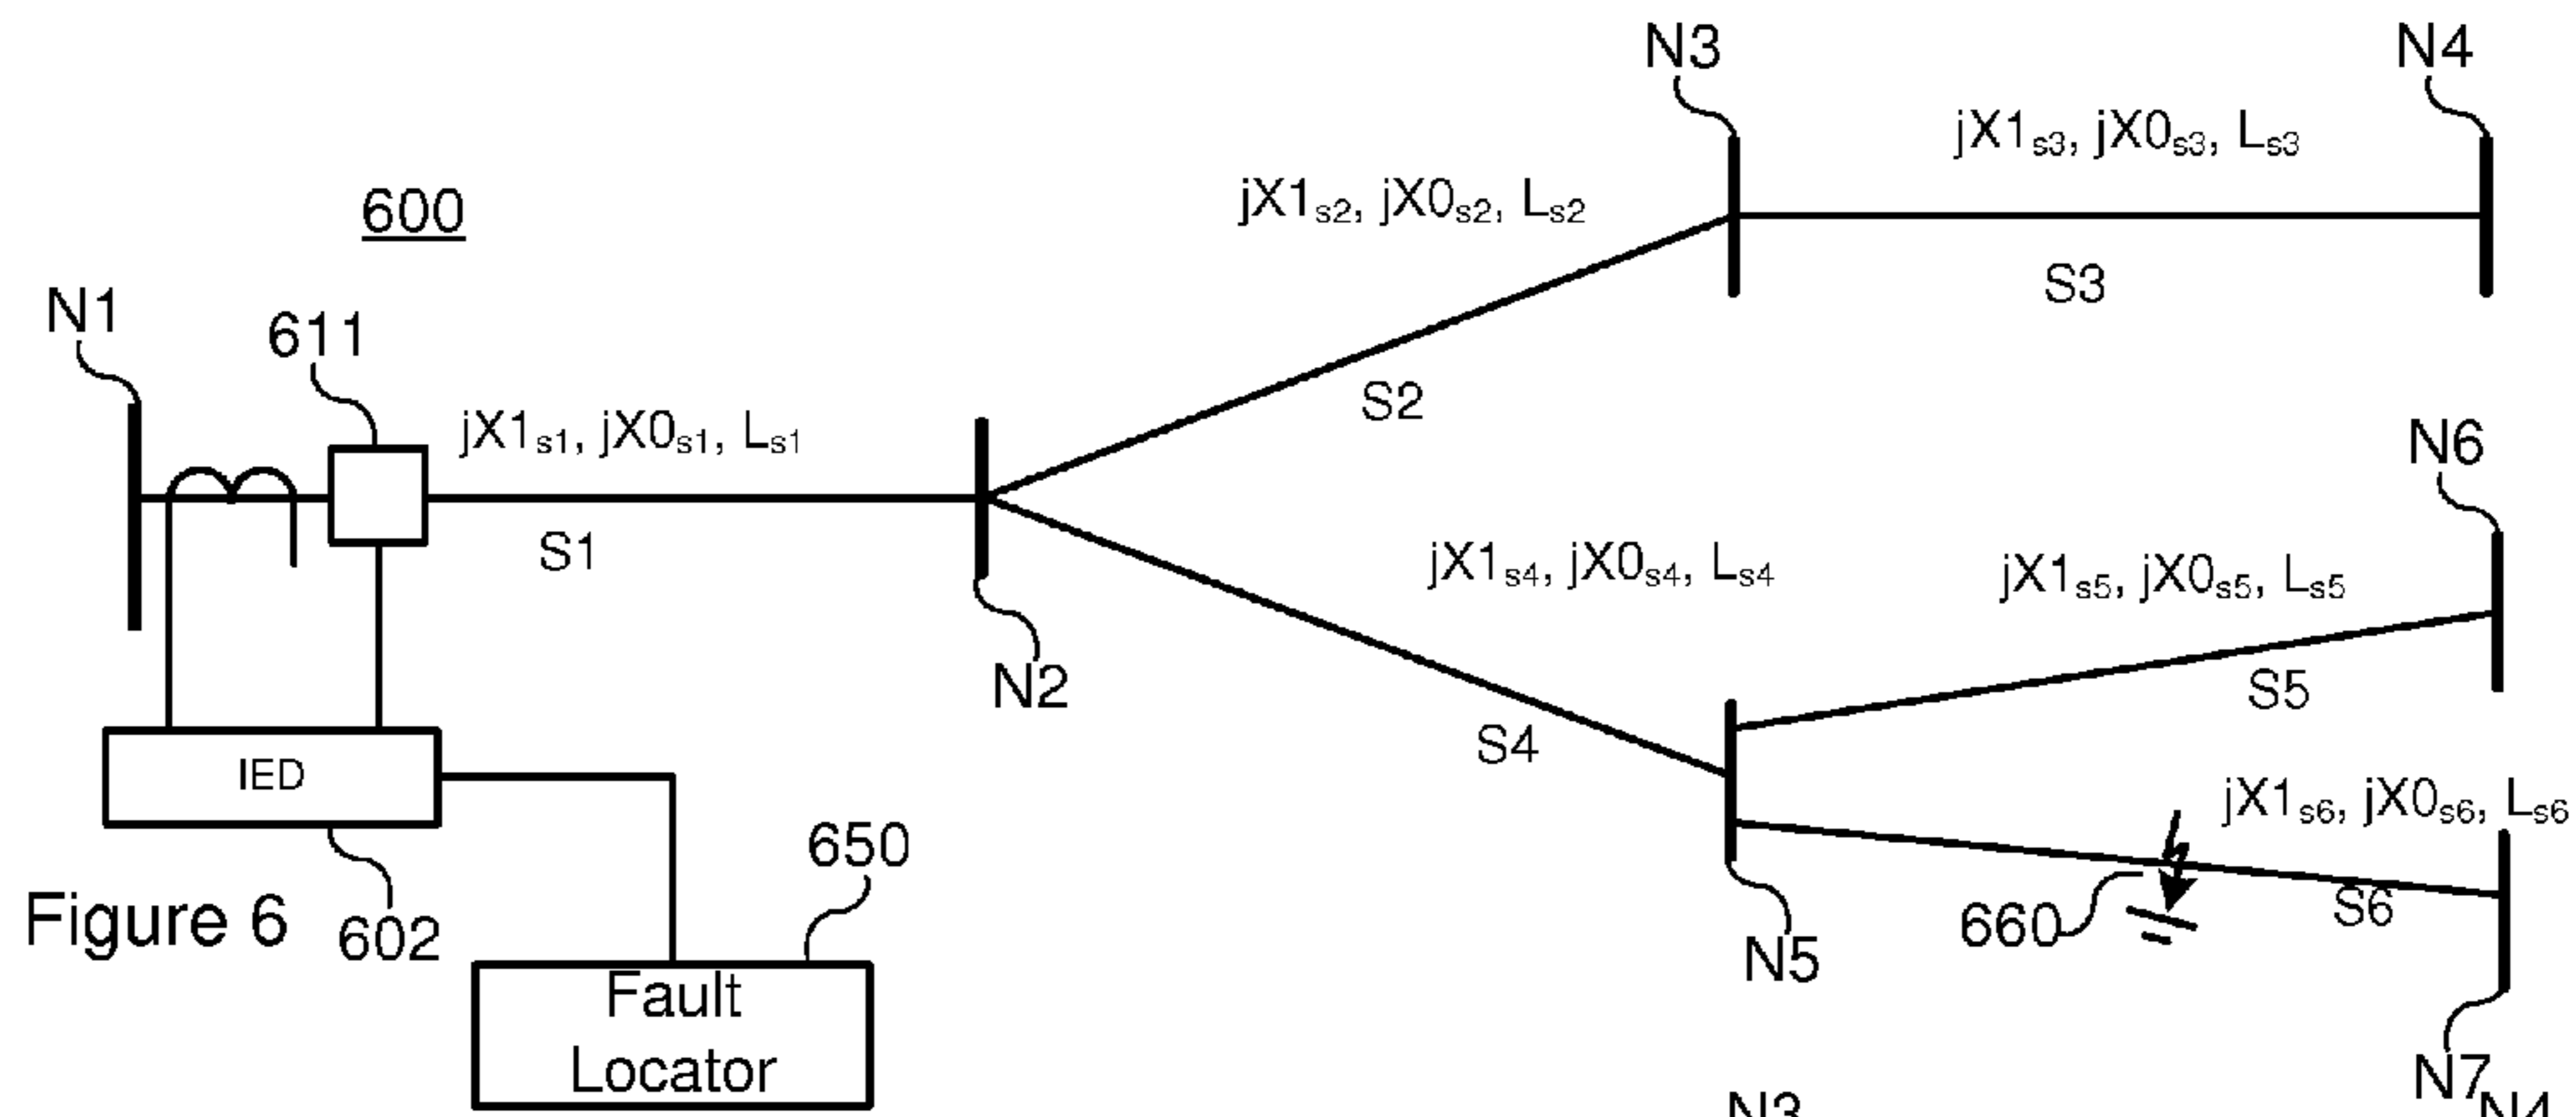 N3
N4
jX1s3, jX0s3, Ls3
jX1s2, jX0s2, Ls2
600
S3
N1
611
S2
jX1s1, jX0s1, Ls1
N6
S1
jX1s4, jX0s4, Ls4
jX1s5, jX0s5, Ls5
N2
S5
S4
IED
jX1s6, jX0s6, Ls6
650
Figure 6
602
660
S6
N5
Fault
Locator
N7
N3
N4